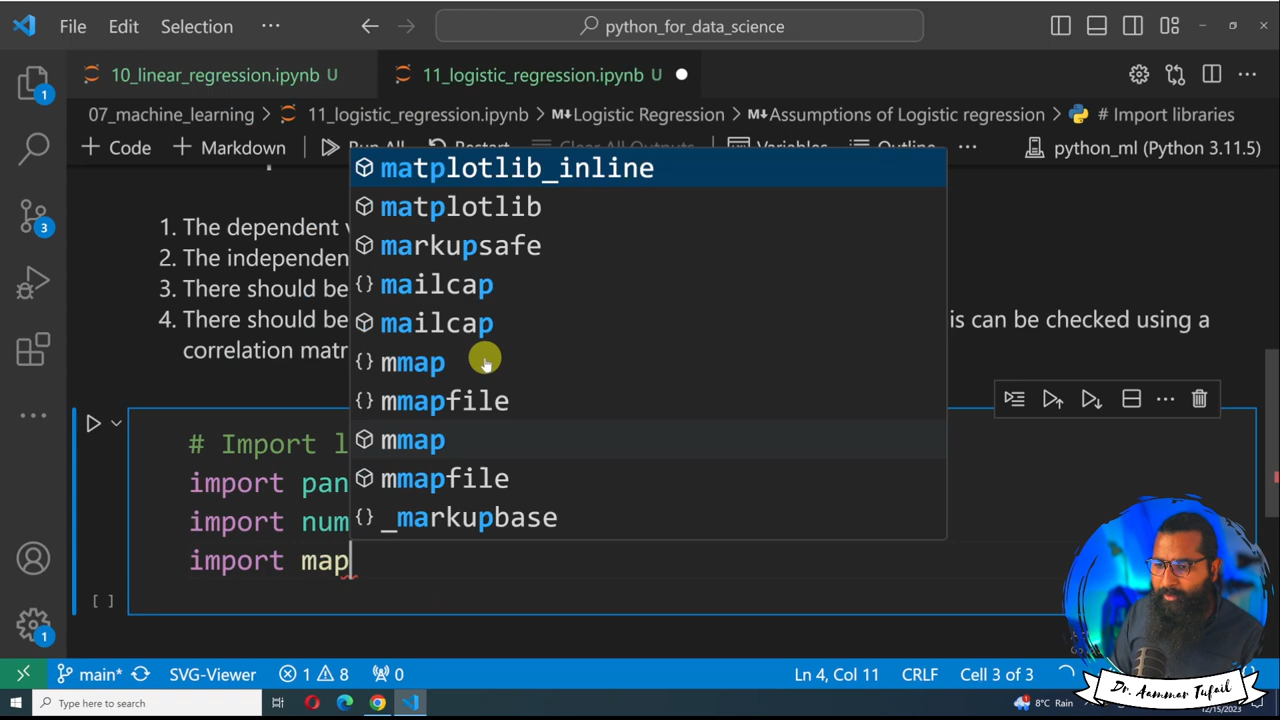 File Edit Selection ··· python_for_data_science
10_linear_regression.ipynb U 11_logistic_regression.ipynb U
07_machine_learning > 11_logistic_regression.ipynb > Logistic Regression > Assumptions of Logistic regression > # Import libraries
+ Code + Markdown Run All Restart Clear All Outputs Variables Outline ··· python_ml (Python 3.11.5)
matplotlib_inline
matplotlib
markupsafe
mailcap
mailcap
mmap
mmapfile
mmap
mmapfile
_markupbase
1. The dependent v
2. The independen
3. There should be
4. There should be is can be checked using a
correlation matr
# Import l
import pan
import num
import map
[ ]
main* SVG-Viewer 1 8 0 Ln 4, Col 11 CRLF Cell 3 of 3
Type here to search 8°C Rain 12/15/2023
Dr. Aammar Tufail